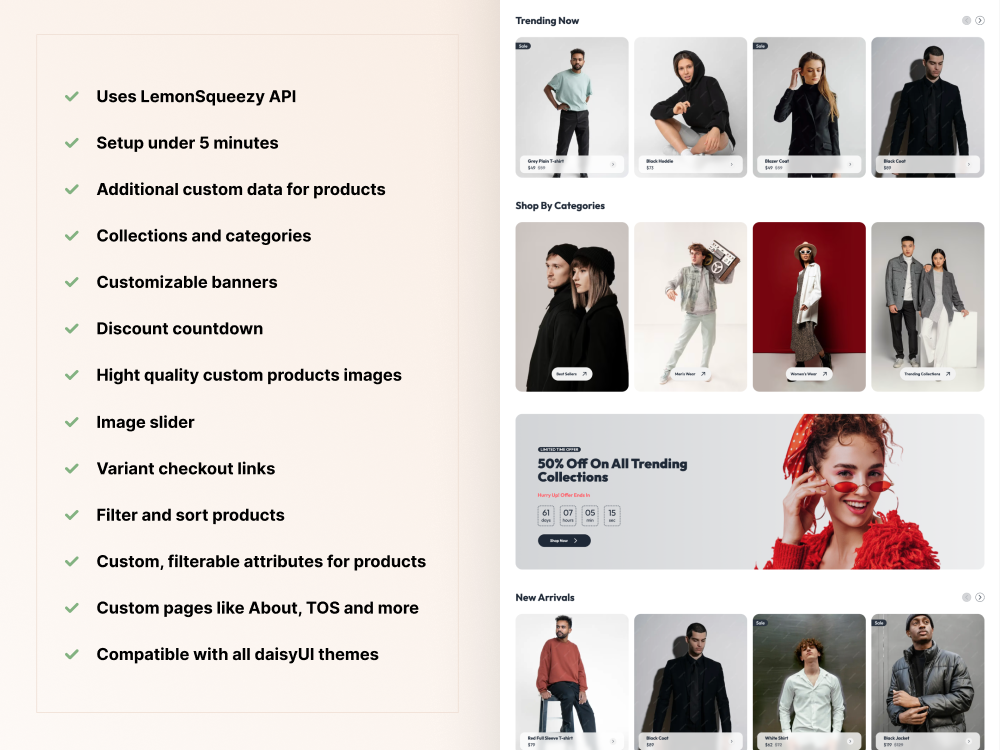 Uses LemonSqueezy API
Setup under 5 minutes
Additional custom data for products
Collections and categories
Customizable banners
Discount countdown
Hight quality custom products images
Image slider
Variant checkout links
Filter and sort products
Custom, filterable attributes for products
Custom pages like About, TOS and more
Compatible with all daisyUI themes
Trending Now
Sale
Sale
Gray Plain T-shirt
$49 $59
Black Hoddie
$73
Blazer Coat
$49 $59
Black Coat
$89
Shop By Categories
Best Sellers
Men's Wear
Women's Wear
Trending Collections
LIMITED TIME OFFER
50% Off On All Trending
Collections
Hurry Up! Offer Ends In
61 07 05 15
days hours min sec
Shop Now
New Arrivals
Sale
Sale
Red Full Sleeve T-shirt
$79
Black Coat
$89
White Shirt
$62 $72
Black Jacket
$119